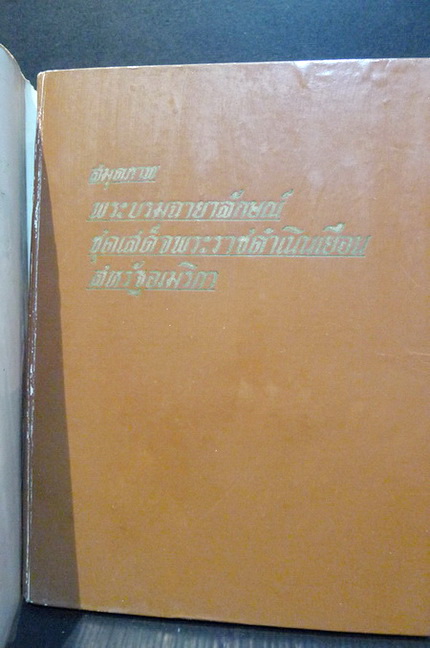 สมุดภาพ
พระบรมฉายาลักษณ์
ชุดเสด็จพระราชดำเนินเยือน
สหรัฐอเมริกา